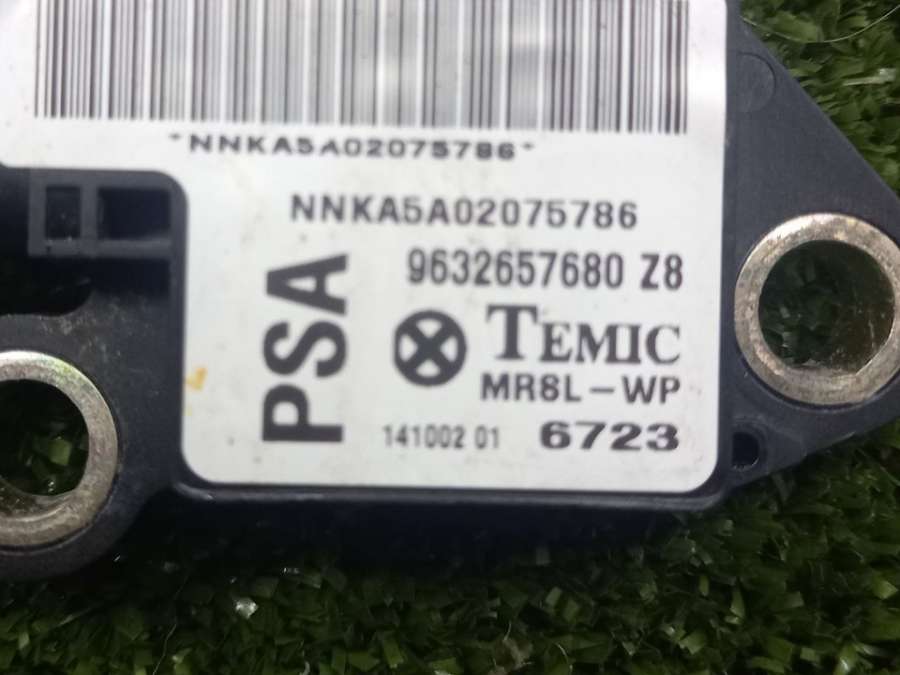 *NNKA5A02075786*
NNKA5A02075786
9632657680 Z8
PSA
TEMIC
MR8L-WP
141002 01 6723